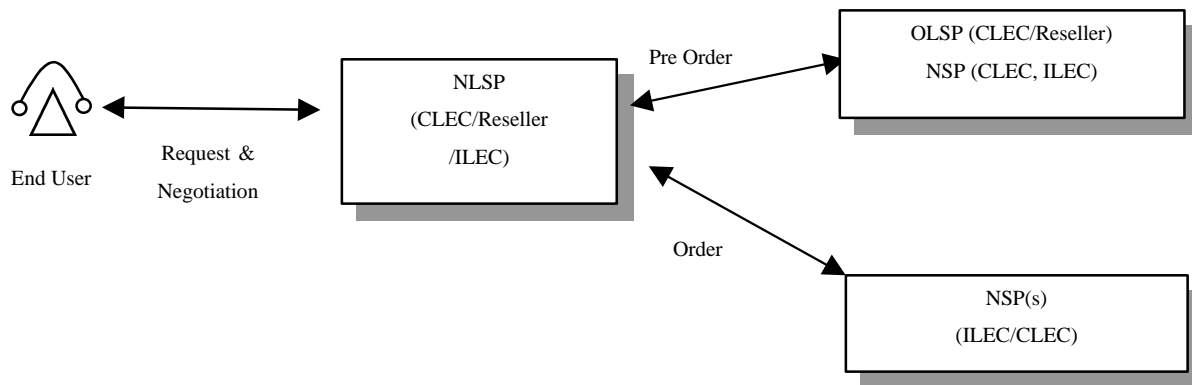 End User
Request &
Negotiation
NLSP
(CLEC/Reseller
/ILEC)
Pre Order
OLSP (CLEC/Reseller)
NSP (CLEC, ILEC)
Order
NSP(s)
(ILEC/CLEC)